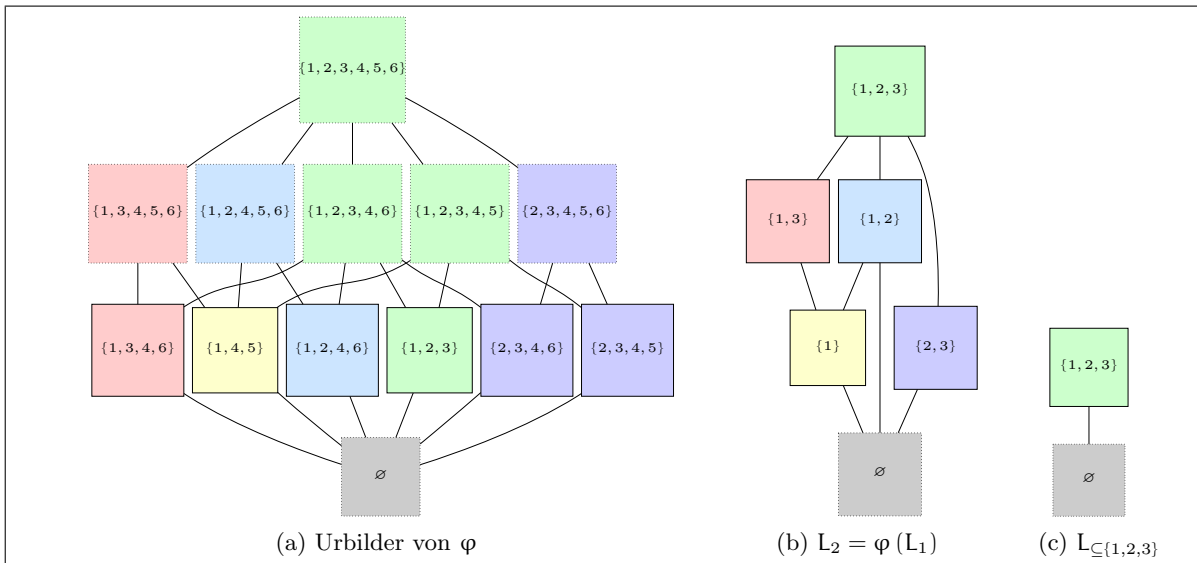 {1, 2, 3, 4, 5, 6}
{1, 3, 4, 5, 6} {1, 2, 4, 5, 6} {1, 2, 3, 4, 6} {1, 2, 3, 4, 5} {2, 3, 4, 5, 6}
{1, 3, 4, 6} {1, 4, 5} {1, 2, 4, 6} {1, 2, 3} {2, 3, 4, 6} {2, 3, 4, 5}
∅
(a) Urbilder von φ
{1, 2, 3}
{1, 3} {1, 2}
{1} {2, 3}
∅
(b) L₂ = φ (L₁)
{1, 2, 3}
∅
(c) L⊆{1,2,3}